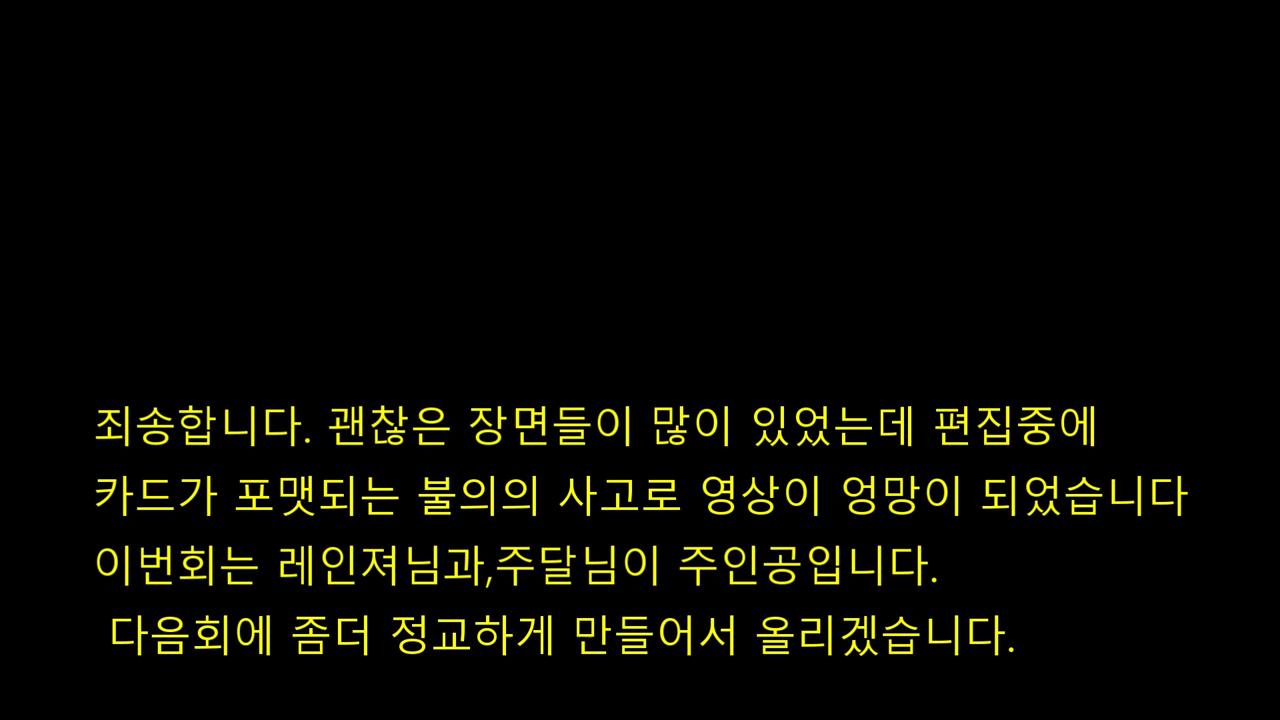 죄송합니다. 괜찮은 장면들이 많이 있었는데 편집중에
카드가 포맷되는 불의의 사고로 영상이 엉망이 되었습니다
이번회는 레인져님과,주달님이 주인공입니다.
다음회에 좀더 정교하게 만들어서 올리겠습니다.